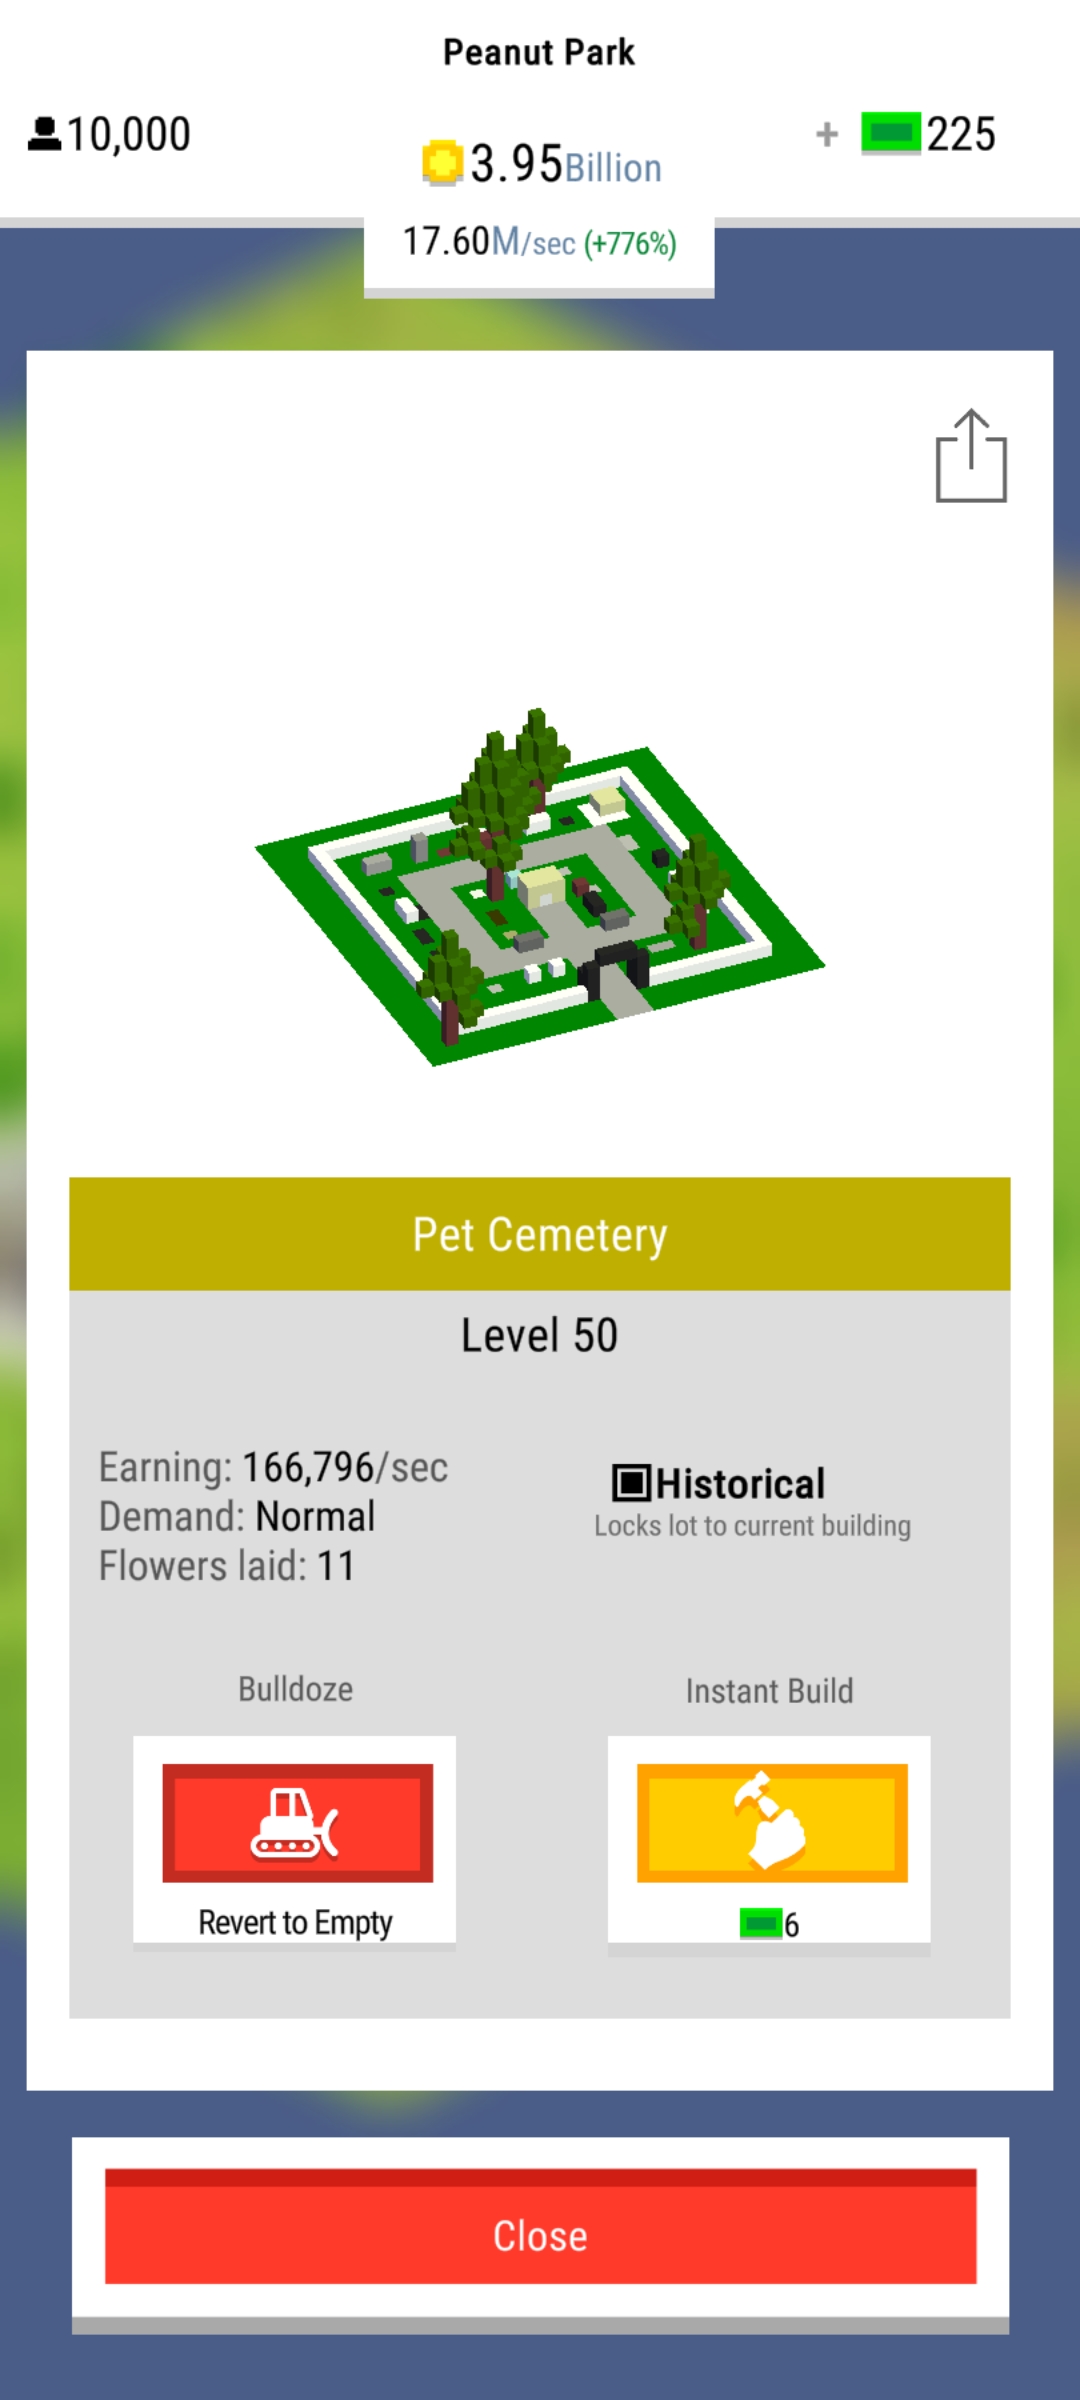 Peanut Park
10,000
3.95Billion
+ 225
17.60M/sec (+776%)
Pet Cemetery
Level 50
Earning: 166,796/sec
Demand: Normal
Flowers laid: 11
Historical
Locks lot to current building
Bulldoze
Revert to Empty
Instant Build
6
Close